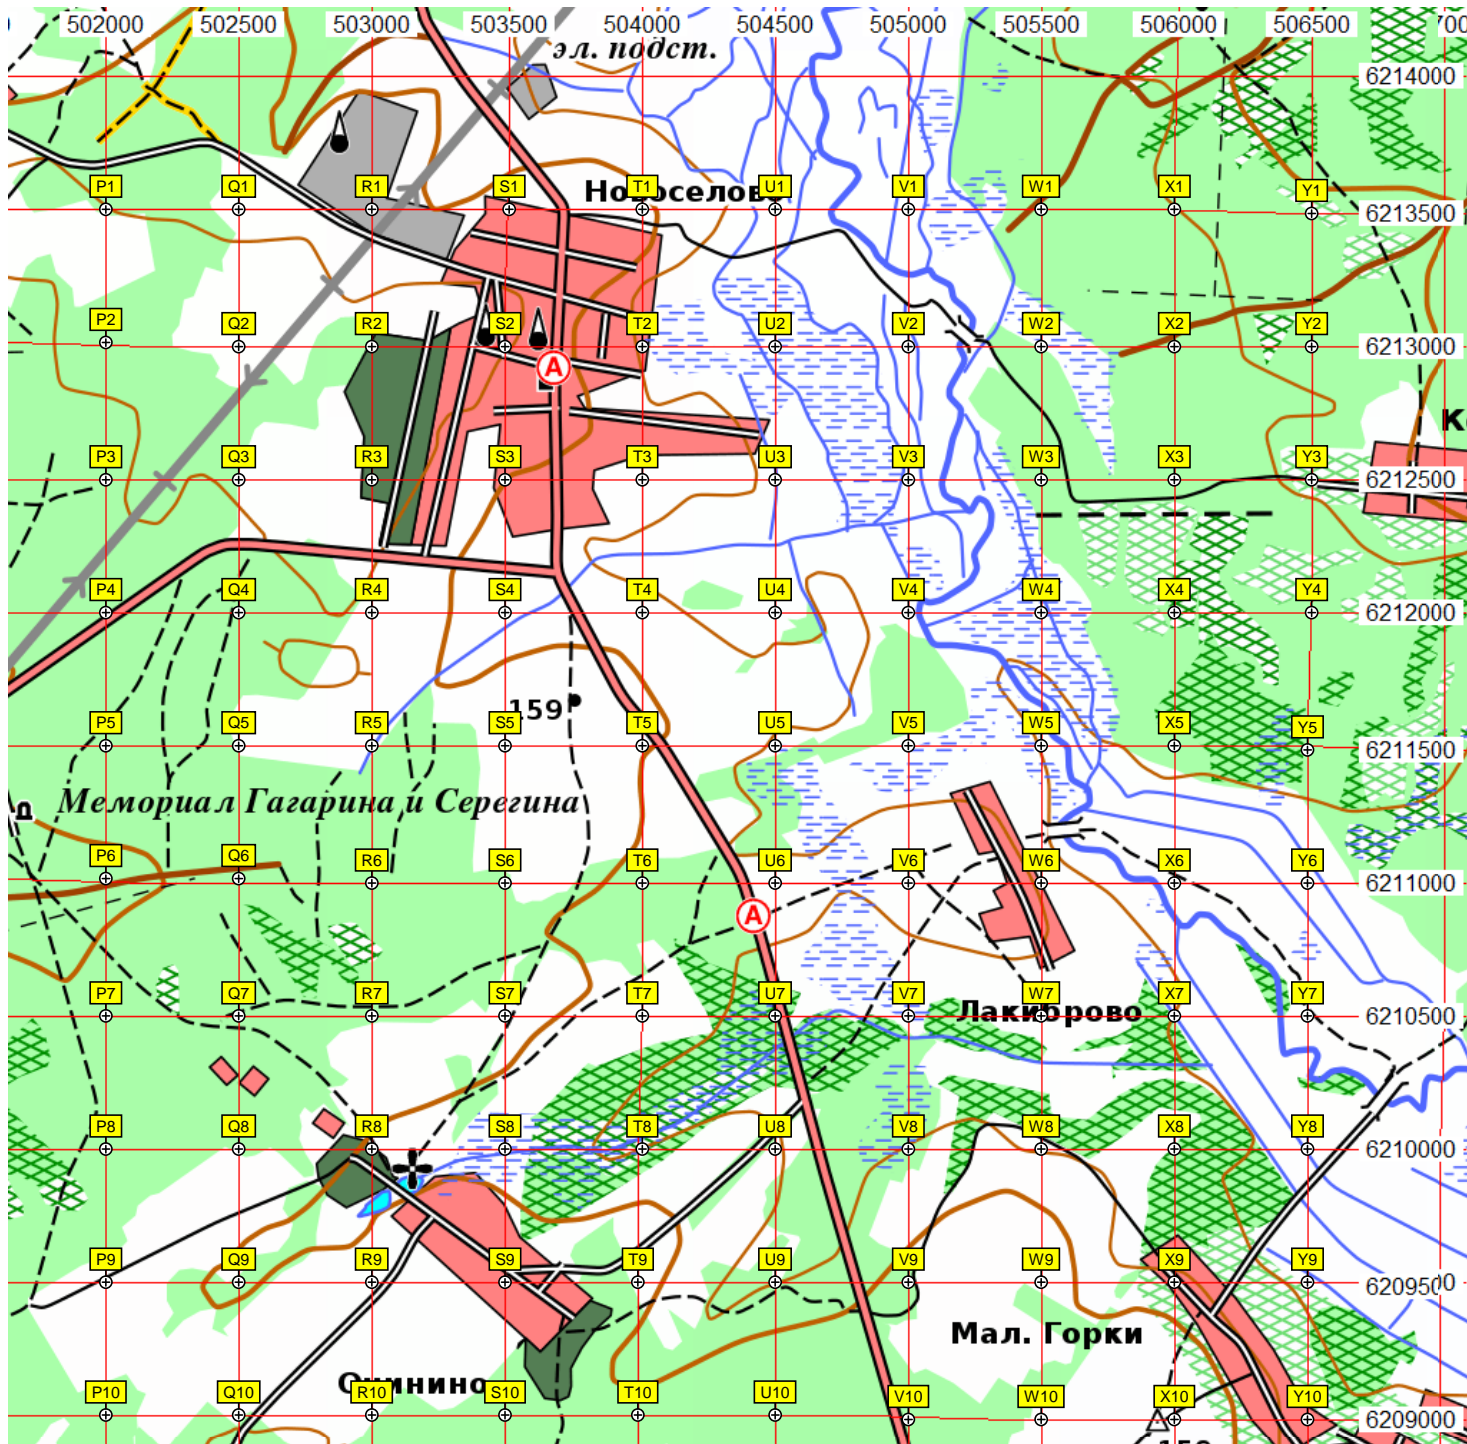 502000 502500 503000 503500 504000 504500 505000 505500 506000 506500
эл. подст.
6214000
P1 Q1 R1 S1 T1 U1 V1 W1 X1 Y1
Новоселово
6213500
P2 Q2 R2 S2 T2 U2 V2 W2 X2 Y2
6213000
A
P3 Q3 R3 S3 T3 U3 V3 W3 X3 Y3
6212500
P4 Q4 R4 S4 T4 U4 V4 W4 X4 Y4
6212000
159
P5 Q5 R5 S5 T5 U5 V5 W5 X5 Y5
6211500
Мемориал Гагарина и Серегина
P6 Q6 R6 S6 T6 U6 V6 W6 X6 Y6
6211000
A
P7 Q7 R7 S7 T7 U7 V7 W7 X7 Y7
Лакиброво
6210500
P8 Q8 R8 S8 T8 U8 V8 W8 X8 Y8
6210000
P9 Q9 R9 S9 T9 U9 V9 W9 X9 Y9
6209500
Мал. Горки
P10 Q10 R10 S10 T10 U10 V10 W10 X10 Y10
6209000